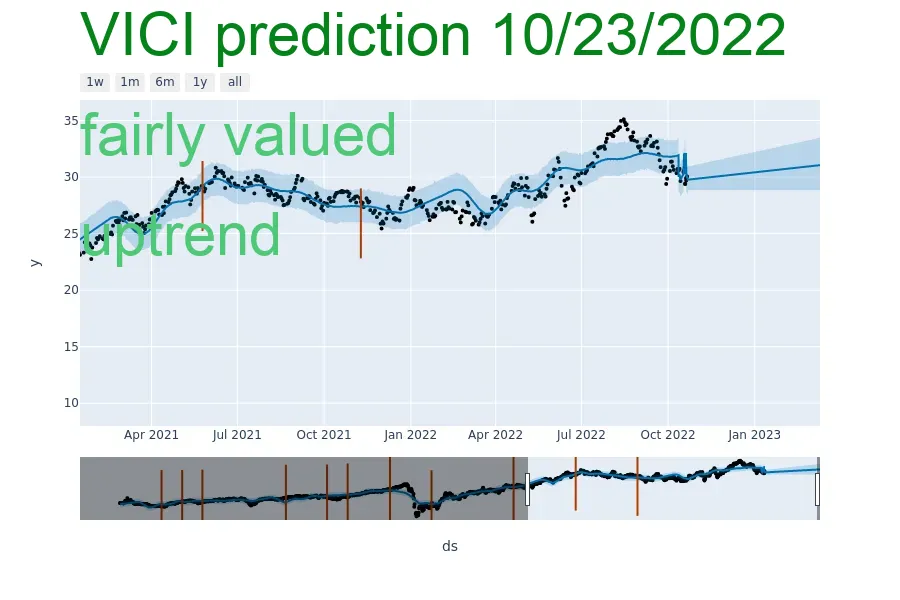 VICI prediction 10/23/2022
1w 1m 6m 1y all
fairly valued
uptrend
35
30
25
20
15
10
y
Apr 2021 Jul 2021 Oct 2021 Jan 2022 Apr 2022 Jul 2022 Oct 2022 Jan 2023
ds